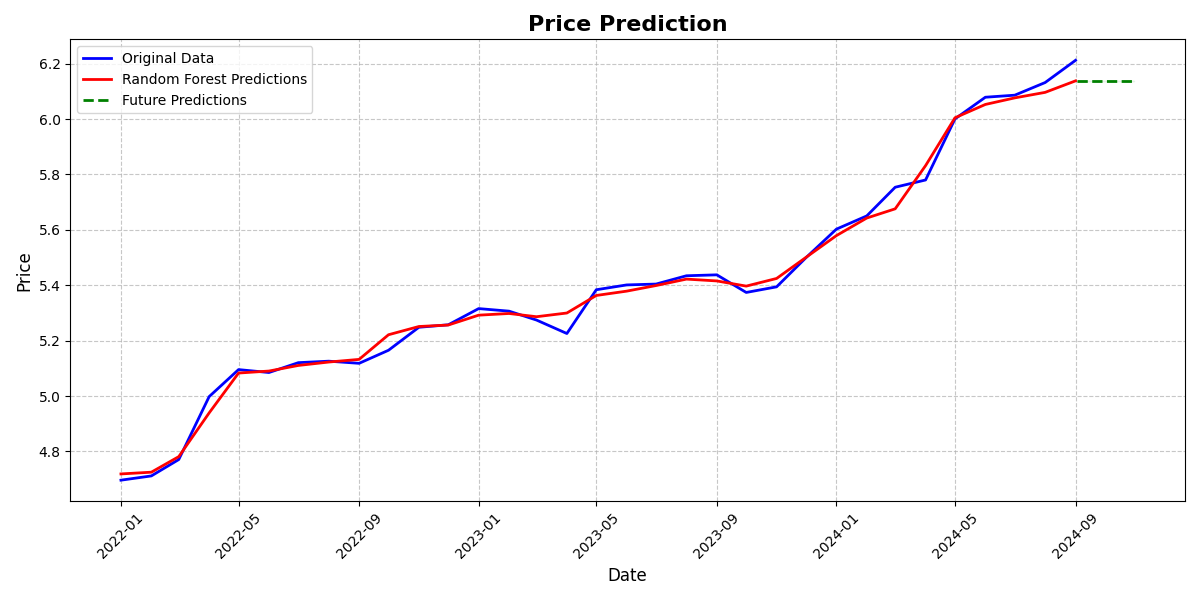 Price Prediction
Original Data
Random Forest Predictions
Future Predictions
Price
6.2
6.0
5.8
5.6
5.4
5.2
5.0
4.8
2022-01
2022-05
2022-09
2023-01
2023-05
2023-09
2024-01
2024-05
2024-09
Date